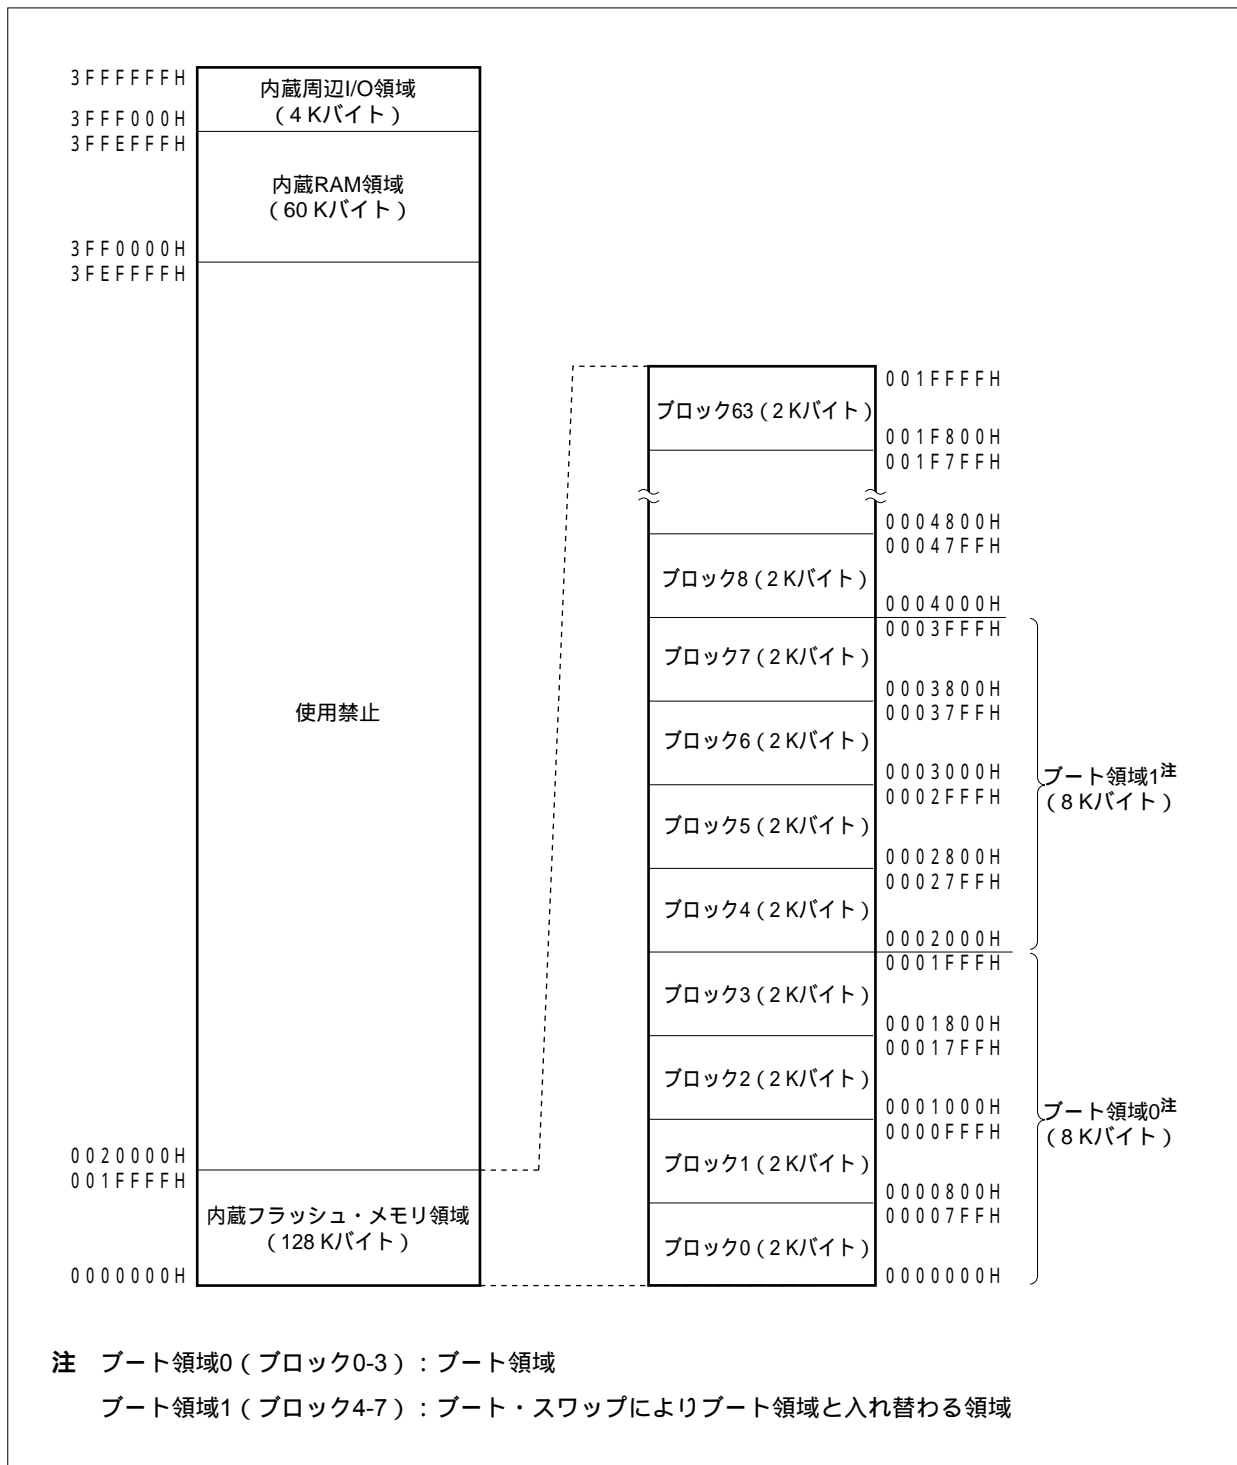 3FFFFFFH
内蔵周辺I/O領域
（4 Kバイト）
3FFF000H
3FFEFFFH
内蔵RAM領域
（60 Kバイト）
3FF0000H
3FEFFFFH
使用禁止
0020000H
001FFFFH
内蔵フラッシュ・メモリ領域
（128 Kバイト）
0000000H
001FFFFH
ブロック63（2 Kバイト）
001F800H
001F7FFH
0004800H
00047FFH
ブロック8（2 Kバイト）
0004000H
0003FFFH
ブロック7（2 Kバイト）
0003800H
00037FFH
ブロック6（2 Kバイト）
0003000H
0002FFFH
ブロック5（2 Kバイト）
0002800H
00027FFH
ブロック4（2 Kバイト）
0002000H
ブート領域1注
（8 Kバイト）
0001FFFH
ブロック3（2 Kバイト）
0001800H
00017FFH
ブロック2（2 Kバイト）
0001000H
0000FFFH
ブロック1（2 Kバイト）
0000800H
00007FFH
ブロック0（2 Kバイト）
0000000H
ブート領域0注
（8 Kバイト）
注 ブート領域0（ブロック0-3）：ブート領域
ブート領域1（ブロック4-7）：ブート・スワップによりブート領域と入れ替わる領域